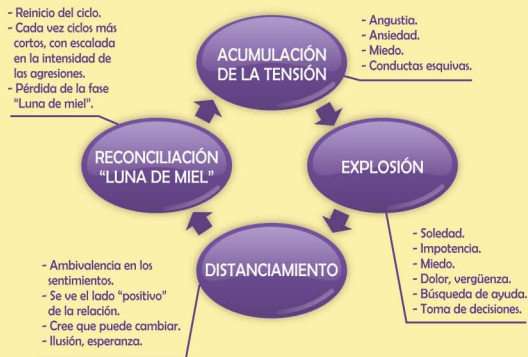 - Reinicio del ciclo.
- Cada vez ciclos más
cortos, con escalada
en la intensidad de
las agresiones.
- Pérdida de la fase
“Luna de miel”.
ACUMULACIÓN
DE LA TENSIÓN
- Angustia.
- Ansiedad.
- Miedo.
- Conductas esquivas.
RECONCILIACIÓN
“LUNA DE MIEL”
EXPLOSIÓN
- Ambivalencia en los
sentimientos.
- Se ve el lado “positivo”
de la relación.
- Cree que puede cambiar.
- Ilusión, esperanza.
DISTANCIAMIENTO
- Soledad.
- Impotencia.
- Miedo.
- Dolor, vergüenza.
- Búsqueda de ayuda.
- Toma de decisiones.